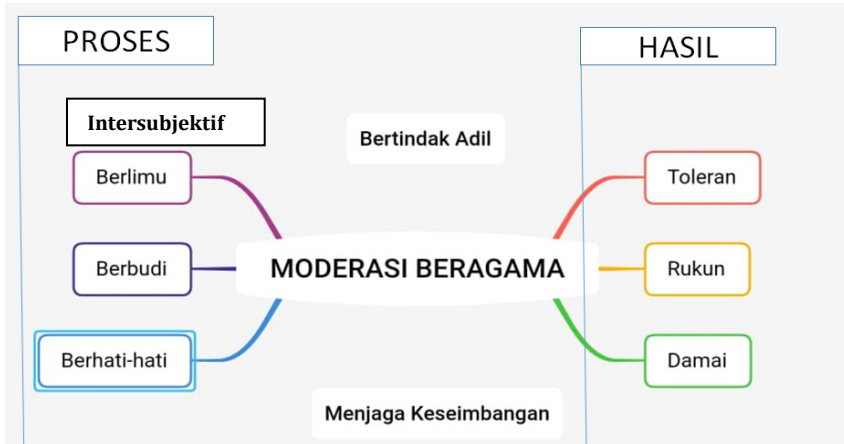 PROSES
HASIL
Intersubjektif
Bertindak Adil
Berlimu
Toleran
Berbudi
MODERASI BERAGAMA
Rukun
Berhati-hati
Damai
Menjaga Keseimbangan